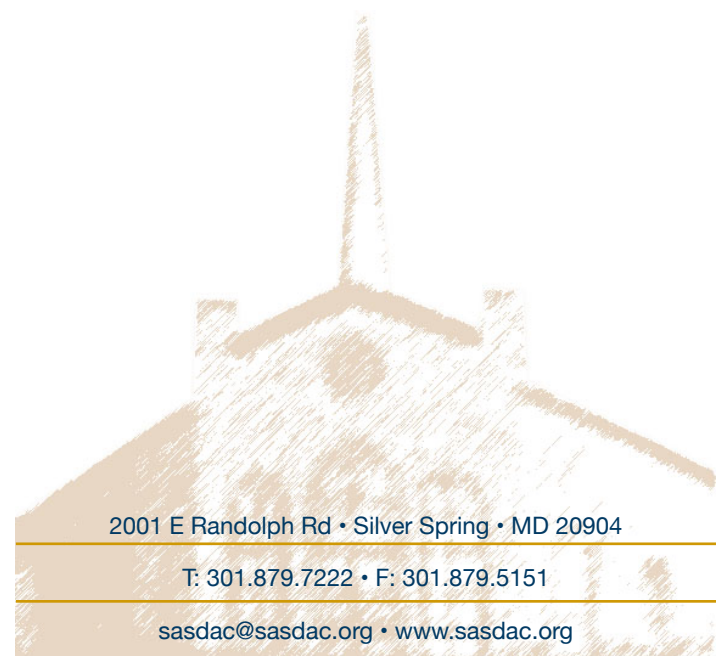 2001 E Randolph Rd • Silver Spring • MD 20904
T: 301.879.7222 • F: 301.879.5151
sasdac@sasdac.org • www.sasdac.org